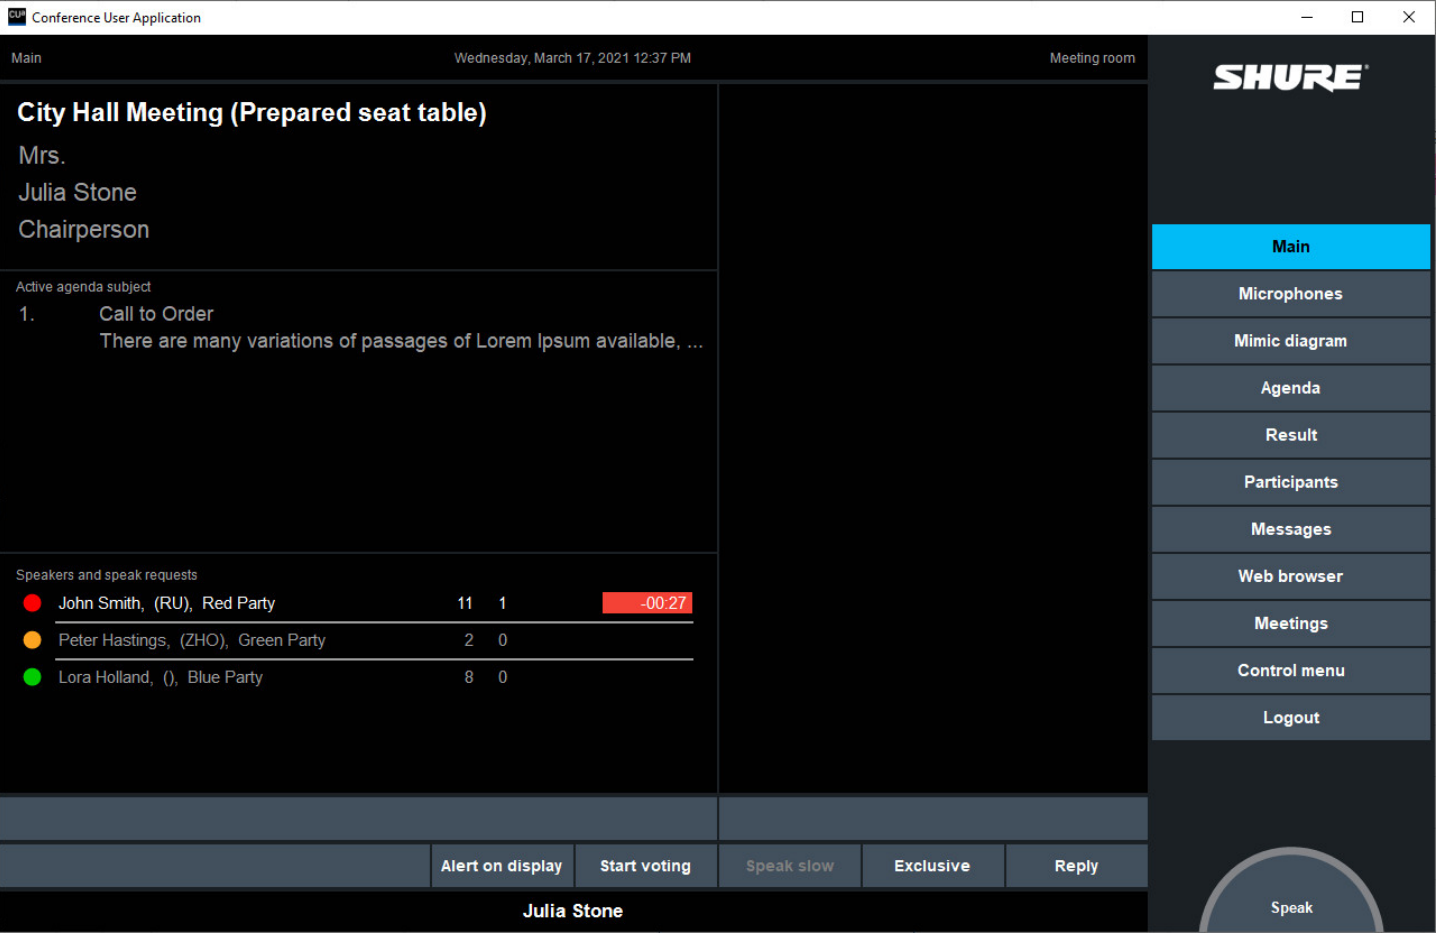 CUa Conference User Application
Main Wednesday, March 17, 2021 12:37 PM Meeting room
SHURE
City Hall Meeting (Prepared seat table)
Mrs.
Julia Stone
Chairperson
Active agenda subject
1. Call to Order
There are many variations of passages of Lorem Ipsum available, ...
Speakers and speak requests
John Smith, (RU), Red Party 11 1 -00:27
Peter Hastings, (ZHO), Green Party 2 0
Lora Holland, (), Blue Party 8 0
Alert on display Start voting Speak slow Exclusive Reply
Julia Stone
Main
Microphones
Mimic diagram
Agenda
Result
Participants
Messages
Web browser
Meetings
Control menu
Logout
Speak